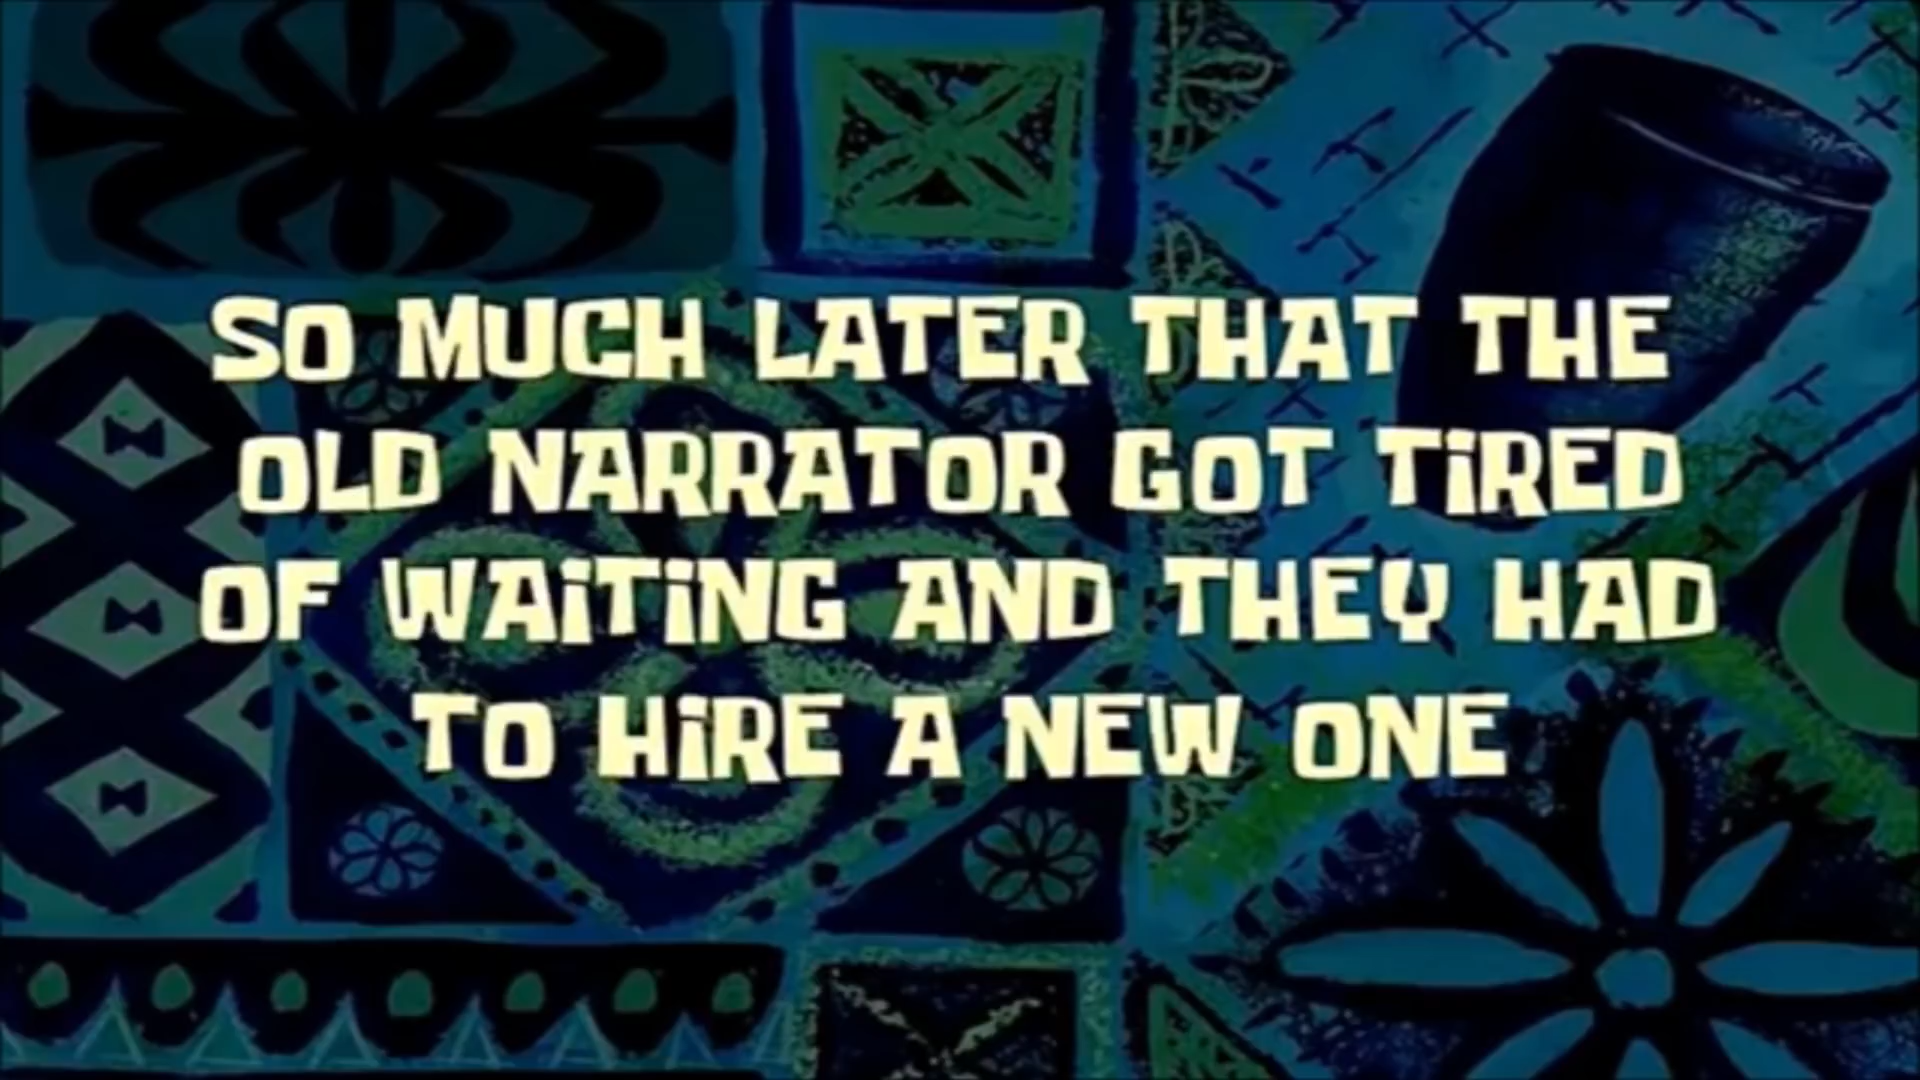 SO MUCH LATER THAT THE
OLD NARRATOR GOT TiRED
OF WAiTiNG AND THEY HAD
TO HiRE A NEW ONE